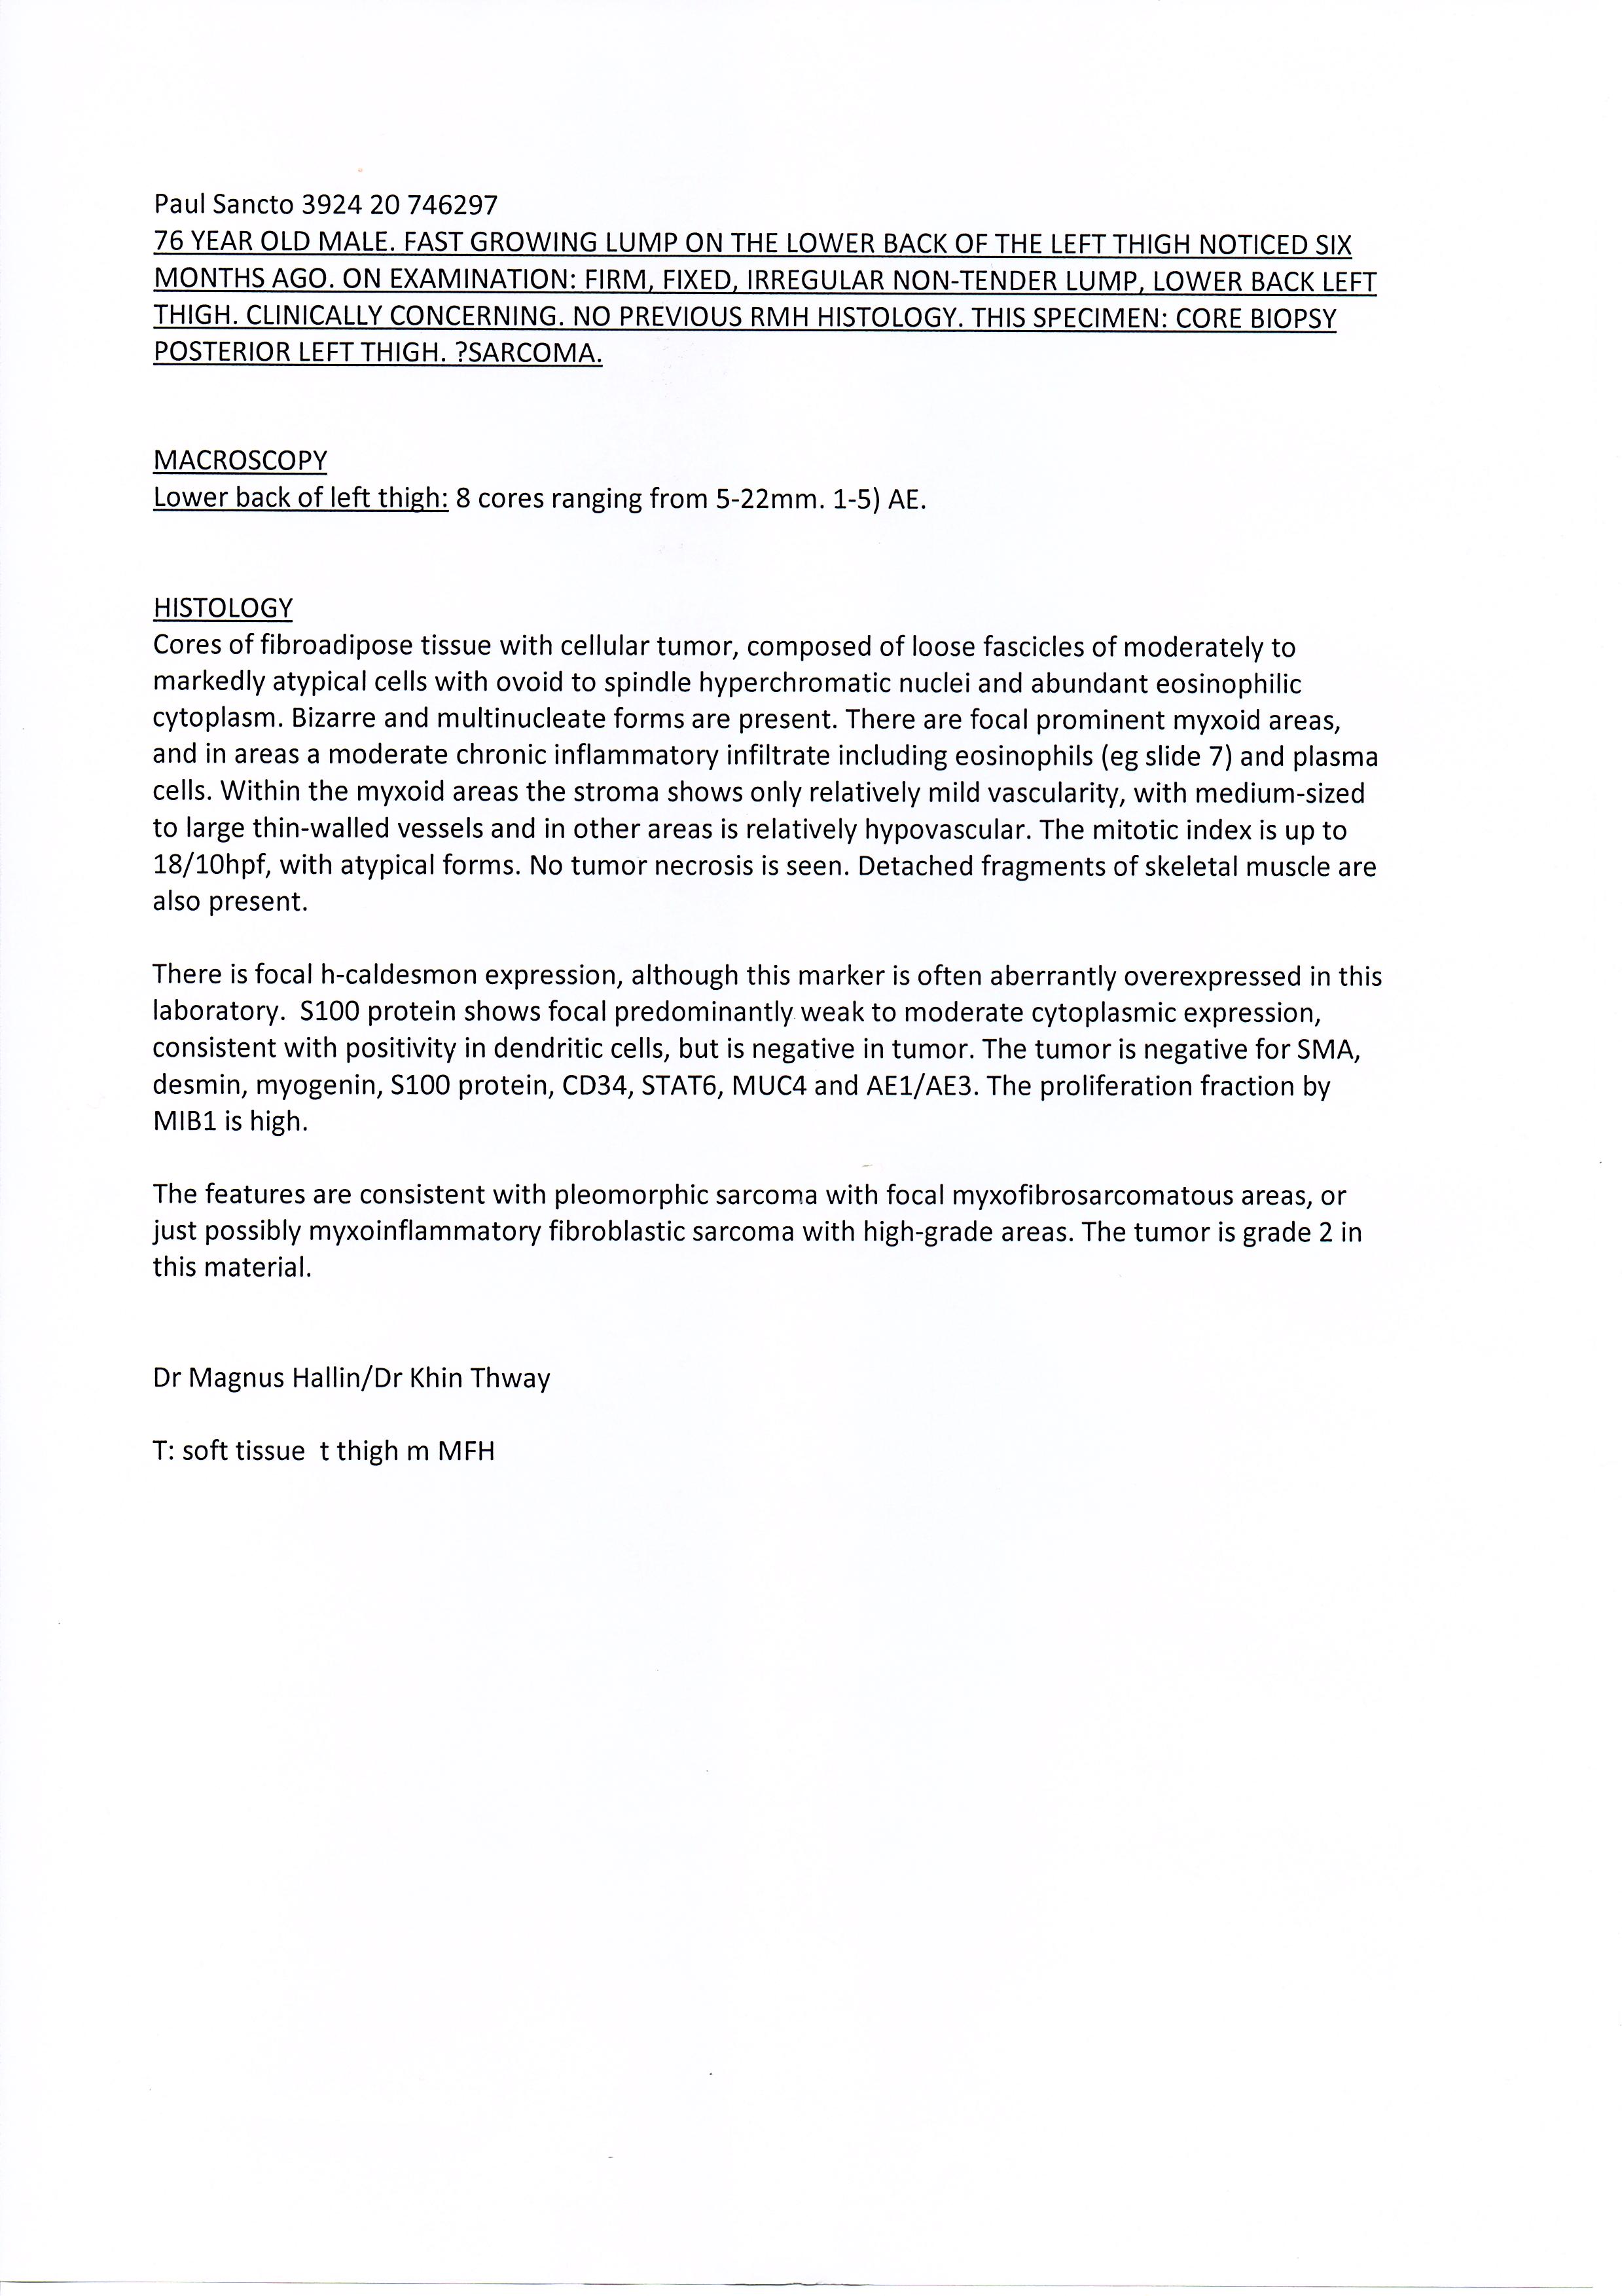 Paul Sancto 3924 20 746297
76 YEAR OLD MALE. FAST GROWING LUMP ON THE LOWER BACK OF THE LEFT THIGH NOTICED SIX
MONTHS AGO. ON EXAMINATION: FIRM, FIXED, IRREGULAR NON-TENDER LUMP, LOWER BACK LEFT
THIGH. CLINICALLY CONCERNING. NO PREVIOUS RMH HISTOLOGY. THIS SPECIMEN: CORE BIOPSY
POSTERIOR LEFT THIGH. ?SARCOMA.
MACROSCOPY
Lower back of left thigh: 8 cores ranging from 5-22mm. 1-5) AE.
HISTOLOGY
Cores of fibroadipose tissue with cellular tumor, composed of loose fascicles of moderately to
markedly atypical cells with ovoid to spindle hyperchromatic nuclei and abundant eosinophilic
cytoplasm. Bizarre and multinucleate forms are present. There are focal prominent myxoid areas,
and in areas a moderate chronic inflammatory infiltrate including eosinophils (eg slide 7) and plasma
cells. Within the myxoid areas the stroma shows only relatively mild vascularity, with medium-sized
to large thin-walled vessels and in other areas is relatively hypovascular. The mitotic index is up to
18/10hpf, with atypical forms. No tumor necrosis is seen. Detached fragments of skeletal muscle are
also present.
There is focal h-caldesmon expression, although this marker is often aberrantly overexpressed in this
laboratory.  S100 protein shows focal predominantly weak to moderate cytoplasmic expression,
consistent with positivity in dendritic cells, but is negative in tumor. The tumor is negative for SMA,
desmin, myogenin, S100 protein, CD34, STAT6, MUC4 and AE1/AE3. The proliferation fraction by
MIB1 is high.
The features are consistent with pleomorphic sarcoma with focal myxofibrosarcomatous areas, or
just possibly myxoinflammatory fibroblastic sarcoma with high-grade areas. The tumor is grade 2 in
this material.
Dr Magnus Hallin/Dr Khin Thway
T: soft tissue  t thigh m MFH